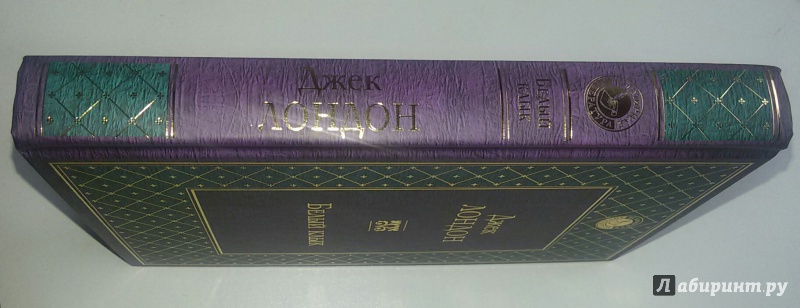 Джек
ЛОНДОН
Белый
клык
Джек
ЛОНДОН
Белый клык
Лабиринт.ру